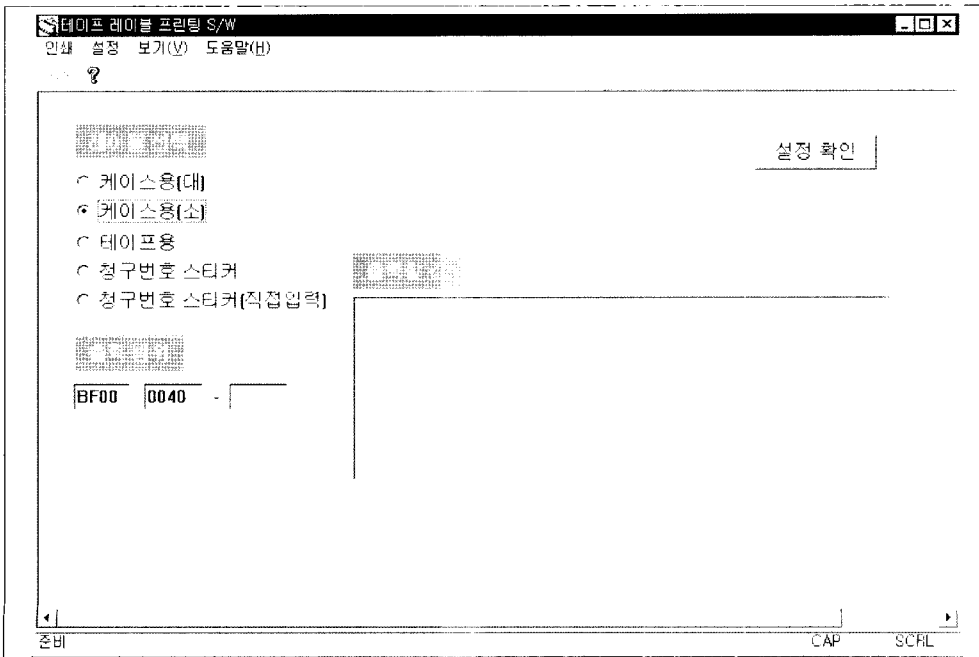 테이프 레이블 프린팅 S/W
인쇄 설정 보기(V) 도움말(H)
?
설정 확인
케이스용(대)
케이스용(소)
테이프용
청구번호 스티커
청구번호 스티커(직접입력)
BF00 0040 -
준비 CAP SCRL